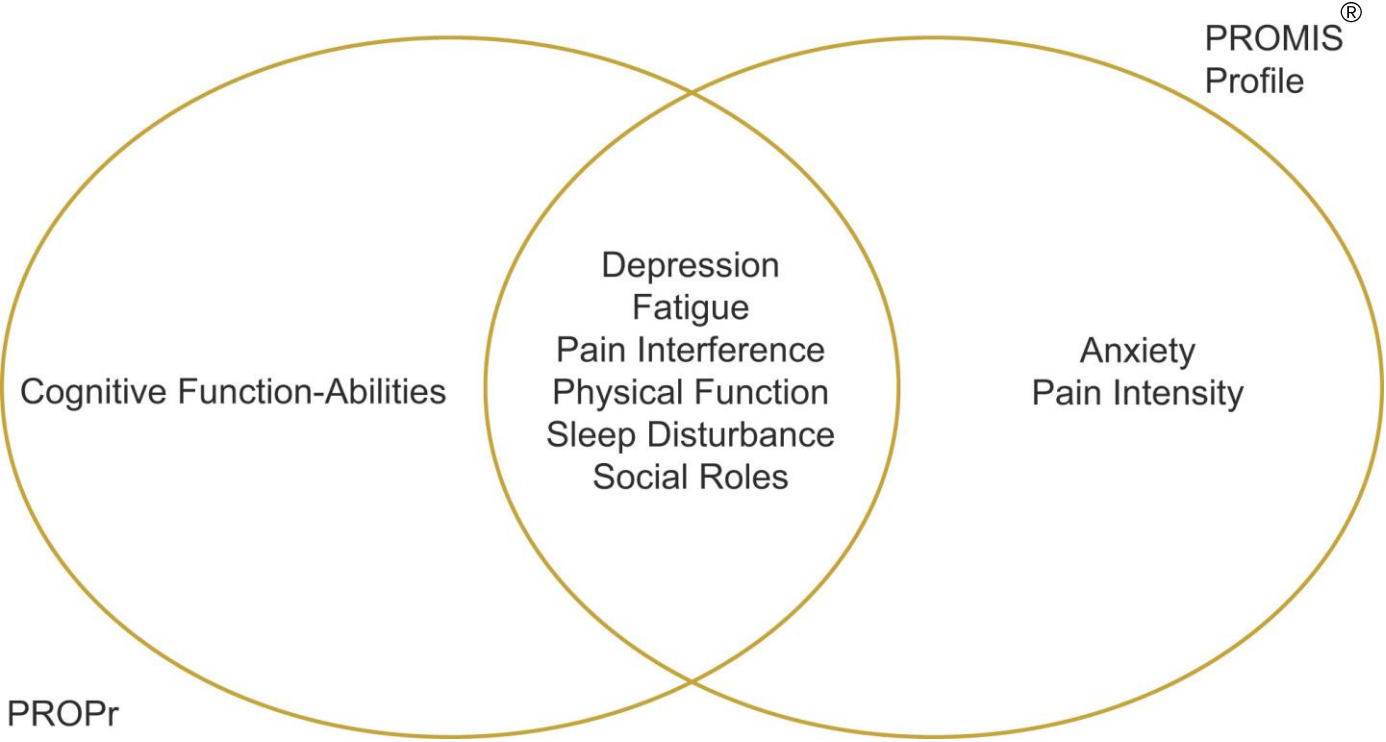 PROMIS®
Profile
Depression
Fatigue
Pain Interference
Physical Function
Sleep Disturbance
Social Roles
Cognitive Function-Abilities
Anxiety
Pain Intensity
PROPr